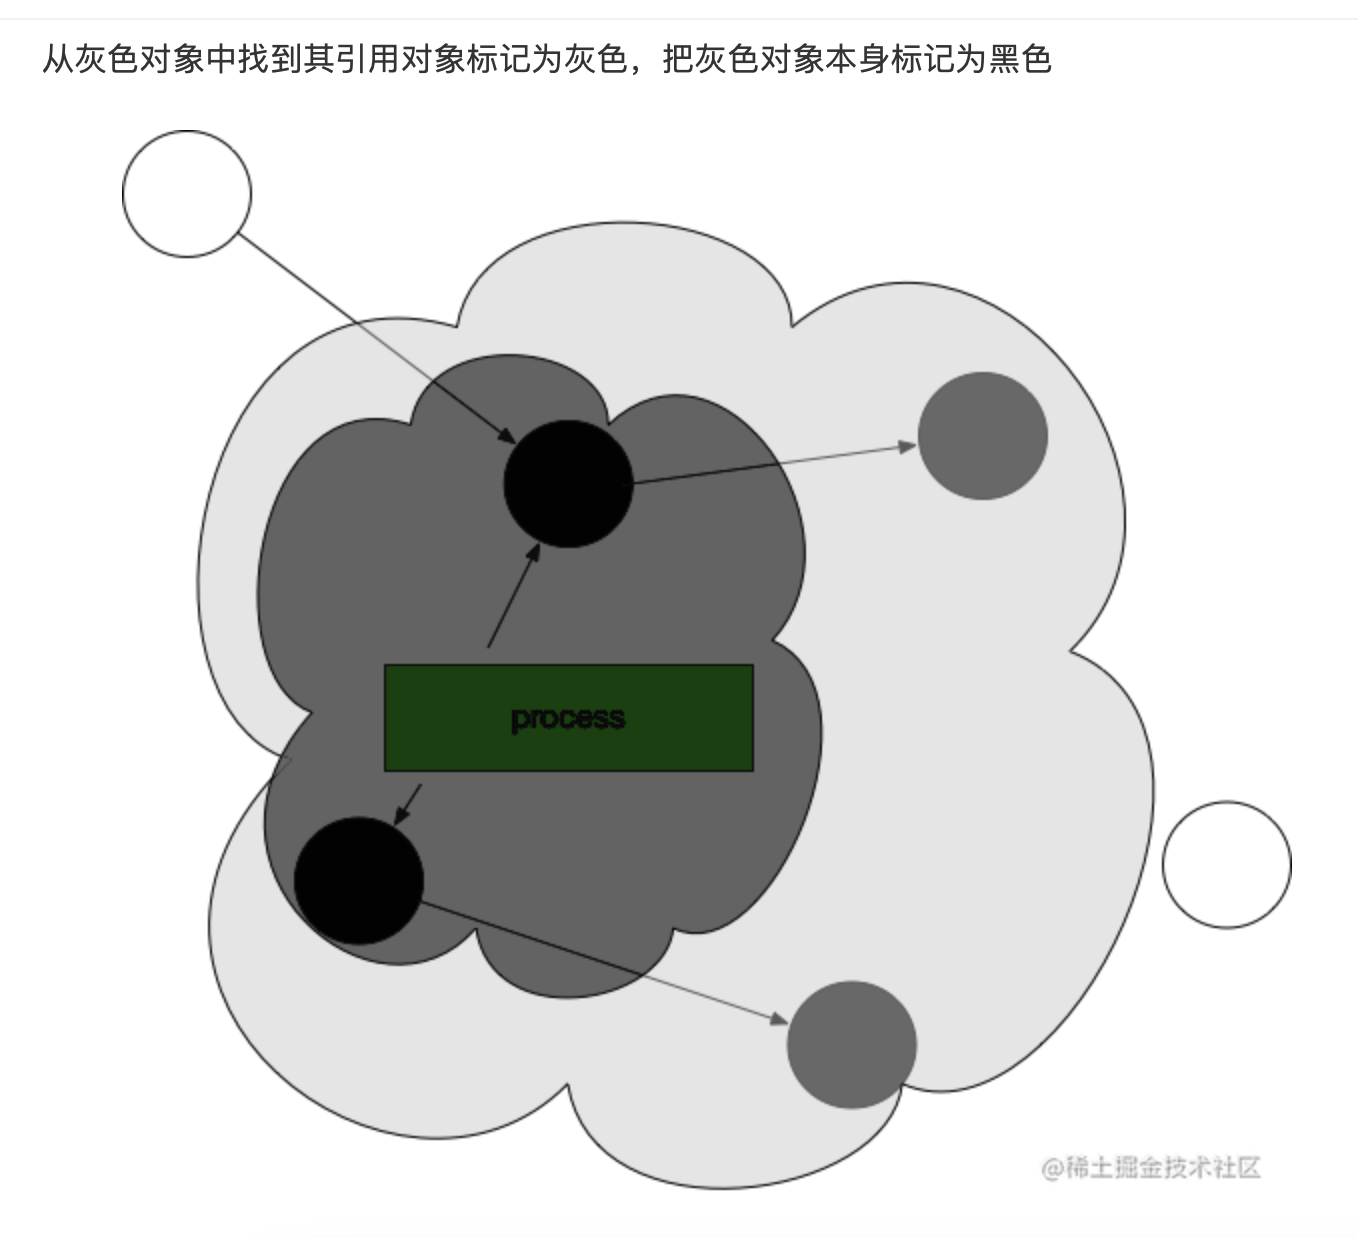 从灰色对象中找到其引用对象标记为灰色，把灰色对象本身标记为黑色
process
@稀土掘金技术社区